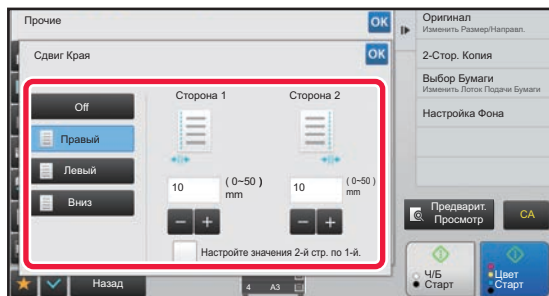 Прочие
OK
Сдвиг Края
OK
Off
Правый
Левый
Вниз
Сторона 1
Сторона 2
10
( 0~50 )
mm
10
( 0~50 )
mm
− +
− +
Настройте значения 2-й стр. по 1-й.
Назад
4 A3
Оригинал
Изменить Размер/Направл.
2-Стор. Копия
Выбор Бумаги
Изменить Лоток Подачи Бумаги
Настройка Фона
Предварит.
Просмотр
CA
Ч/Б
Старт
Цвет
Старт